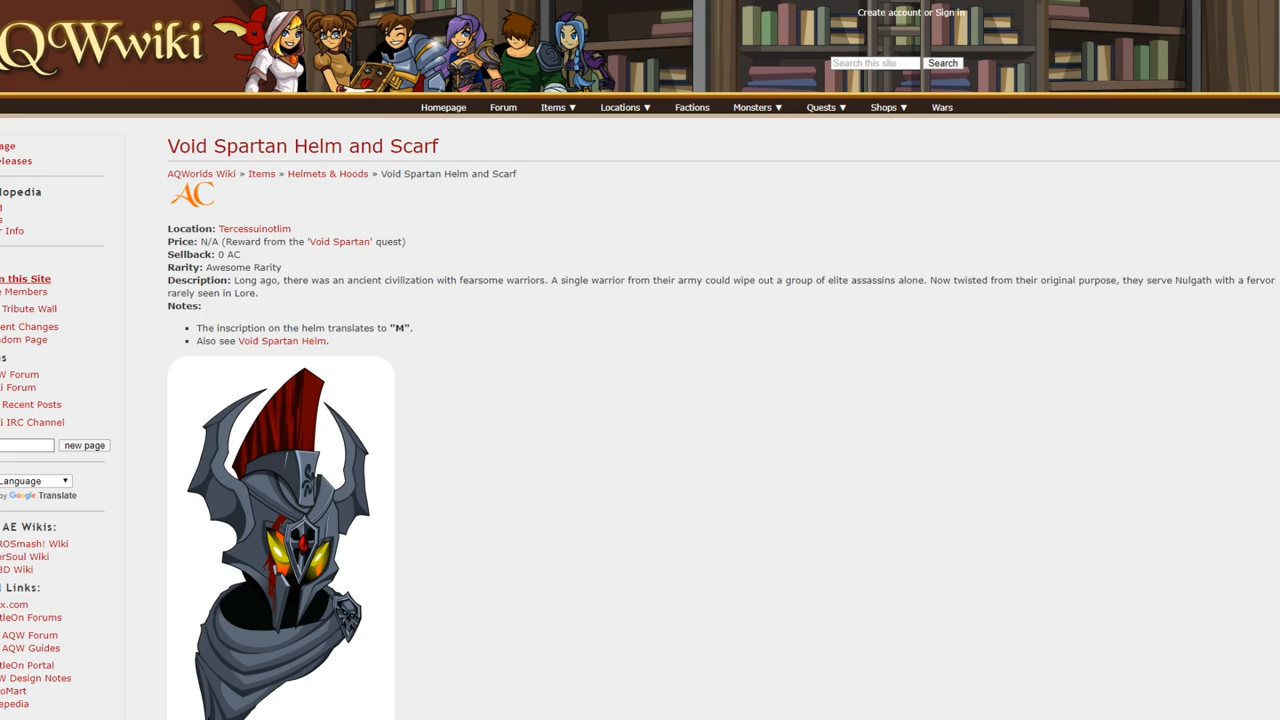 QWwiki
Create account or Sign in
Search this site Search
Homepage Forum Items ▼ Locations ▼ Factions Monsters ▼ Quests ▼ Shops ▼ Wars
Void Spartan Helm and Scarf
AQWorlds Wiki » Items » Helmets & Hoods » Void Spartan Helm and Scarf
AC
Location: Tercessuinotlim
Price: N/A (Reward from the 'Void Spartan' quest)
Sellback: 0 AC
Rarity: Awesome Rarity
Description: Long ago, there was an ancient civilization with fearsome warriors. A single warrior from their army could wipe out a group of elite assassins alone. Now twisted from their original purpose, they serve Nulgath with a fervor
rarely seen in Lore.
Notes:
The inscription on the helm translates to "M".
Also see Void Spartan Helm.
age
eleases
lopedia
d
s
r Info
n this Site
e Members
Tribute Wall
ent Changes
dom Page
s
W Forum
i Forum
Recent Posts
i IRC Channel
new page
Language ▼
by Google Translate
AE Wikis:
ROSmash! Wiki
erSoul Wiki
3D Wiki
l Links:
x.com
tleOn Forums
AQW Forum
AQW Guides
tleOn Portal
W Design Notes
oMart
epedia